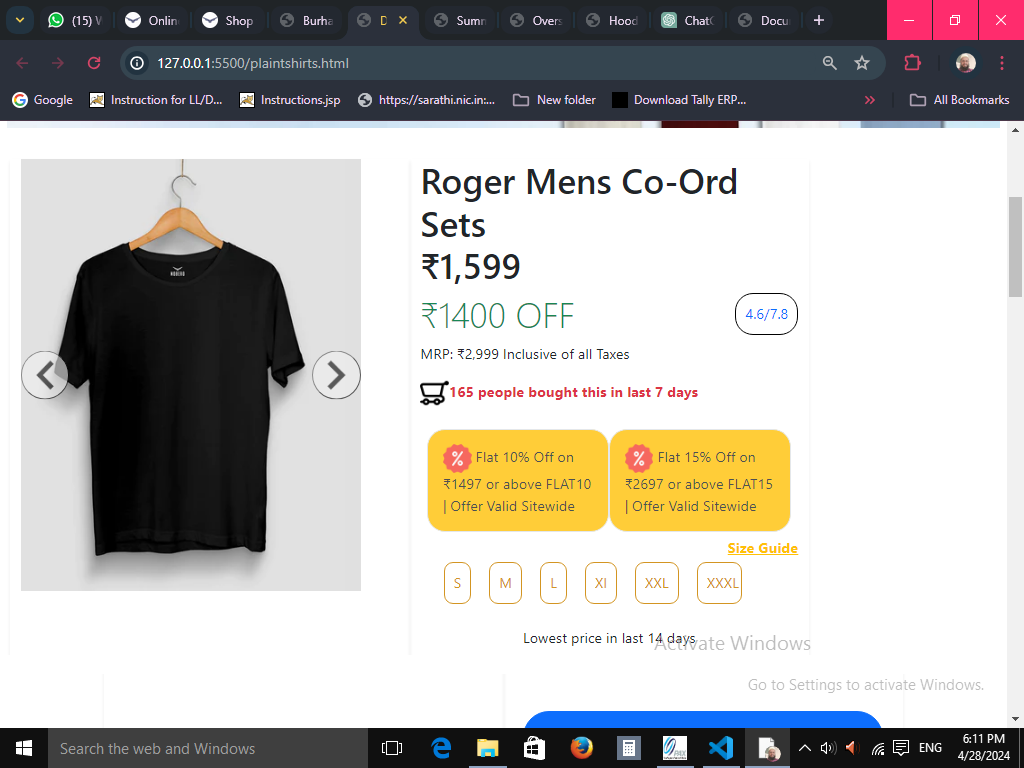 (15) W
Onlin
Shop
Burha
D
Sumn
Overs
Hood
ChatG
Docu
127.0.0.1:5500/plaintshirts.html
Google
Instruction for LL/D...
Instructions.jsp
https://sarathi.nic.in:...
New folder
Download Tally ERP...
»
All Bookmarks
Roger Mens Co-Ord
Sets
₹1,599
₹1400 OFF
4.6/7.8
MRP: ₹2,999 Inclusive of all Taxes
165 people bought this in last 7 days
% Flat 10% Off on
₹1497 or above FLAT10
| Offer Valid Sitewide
% Flat 15% Off on
₹2697 or above FLAT15
| Offer Valid Sitewide
Size Guide
S
M
L
Xl
XXL
XXXL
Lowest price in last 14 days
Activate Windows
Go to Settings to activate Windows.
Search the web and Windows
ENG
6:11 PM
4/28/2024